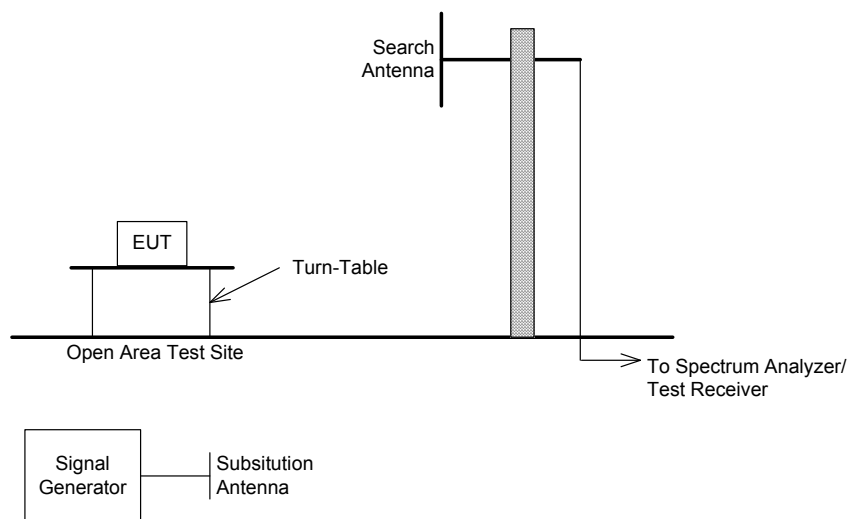 Search
Antenna
EUT
Turn-Table
Open Area Test Site
To Spectrum Analyzer/
Test Receiver
Signal
Generator
Subsitution
Antenna